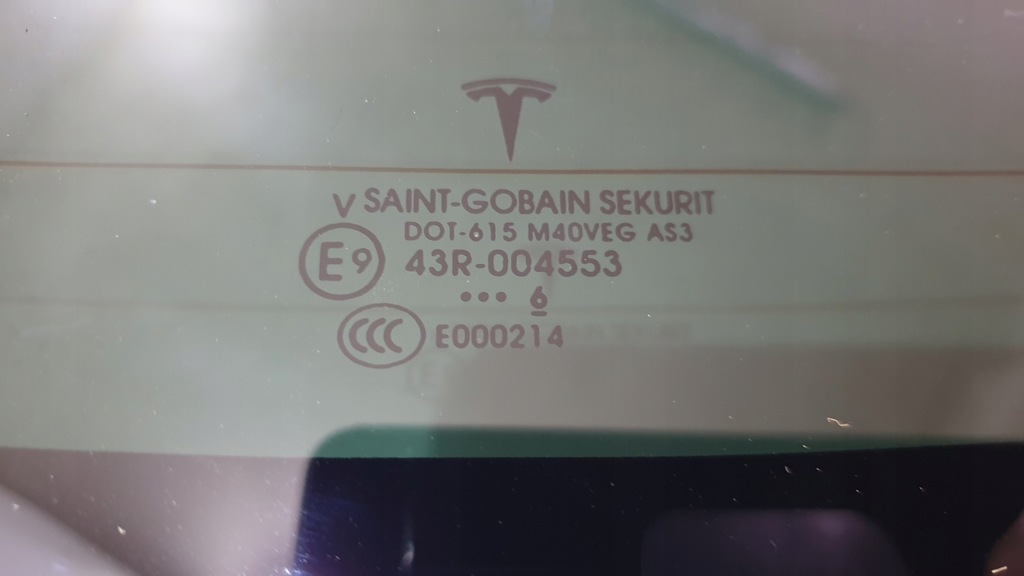 V SAINT-GOBAIN SEKURIT
DOT-615 M40VEG AS3
E9 43R-004553
••• 6
CCC E000214